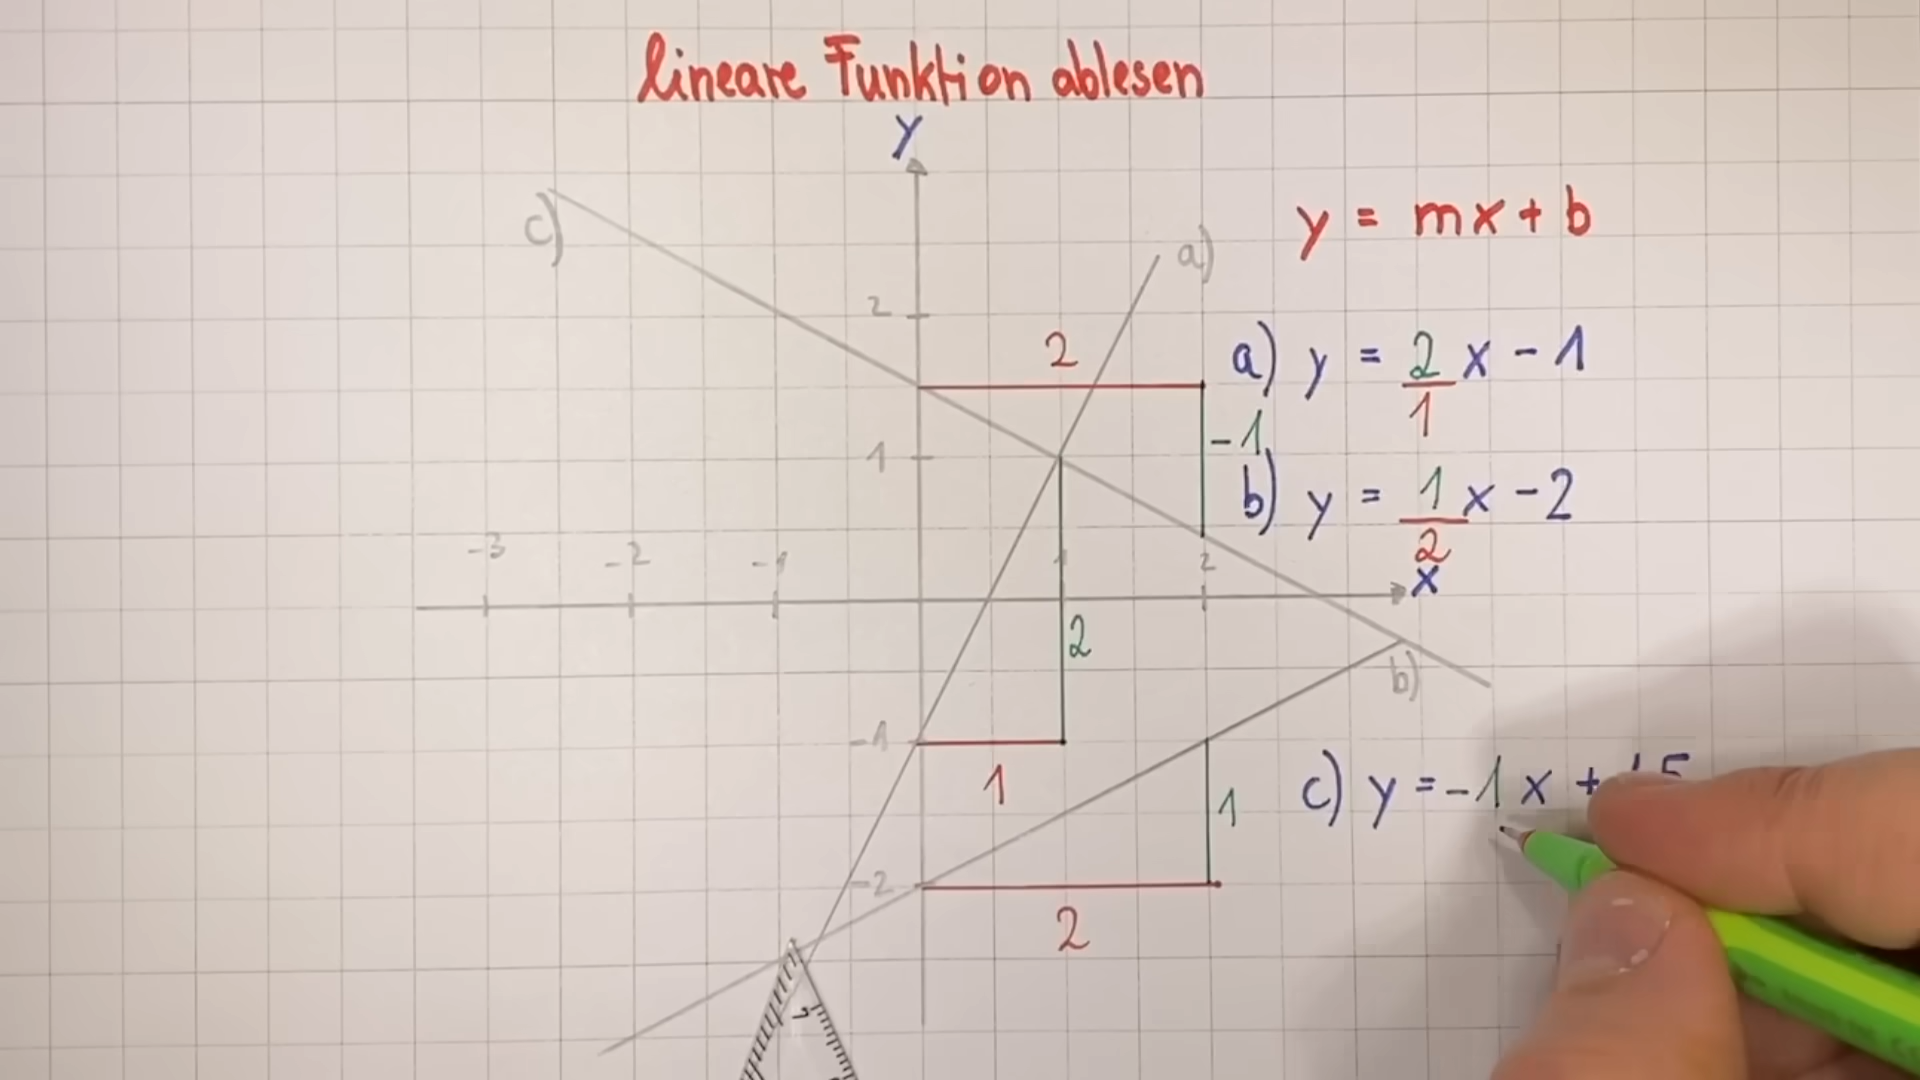 lineare Funktion ablesen
y
y = mx + b
c)
a)
2
2
a) y = 2/1 x - 1
-1
1
b) y = 1/2 x - 2
-3 -2 -1 1 2
x
2
b)
-1
1
c) y = -1 x +
1
-2
2
7